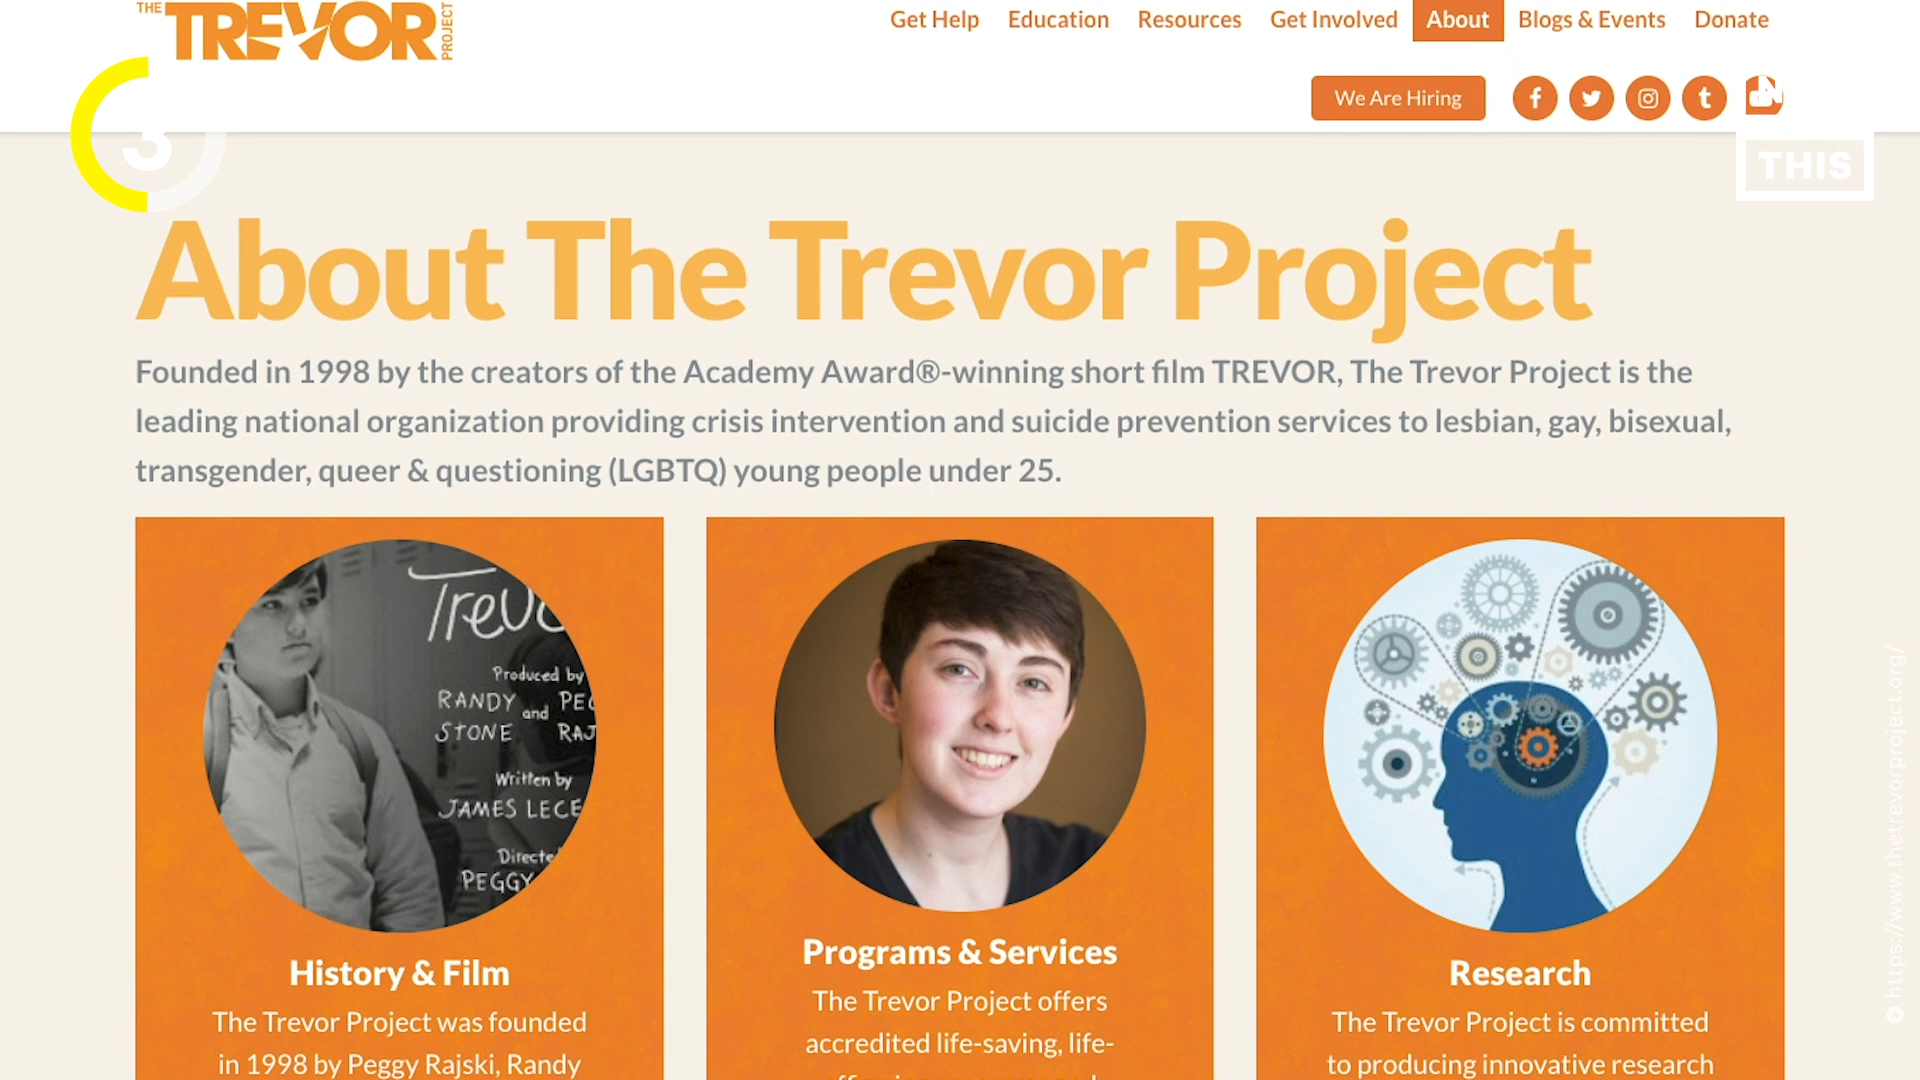 THE TREVOR PROJECT
Get Help Education Resources Get Involved About Blogs & Events Donate
We Are Hiring
3
THIS
About The Trevor Project
Founded in 1998 by the creators of the Academy Award®-winning short film TREVOR, The Trevor Project is the
leading national organization providing crisis intervention and suicide prevention services to lesbian, gay, bisexual,
transgender, queer & questioning (LGBTQ) young people under 25.
Produced by
RANDY
and
STONE
Written by
JAMES
PEGGY
History & Film
The Trevor Project was founded
in 1998 by Peggy Rajski, Randy
Programs & Services
The Trevor Project offers
accredited life-saving, life-
Research
The Trevor Project is committed
to producing innovative research
https://www.thetrevorproject.org/